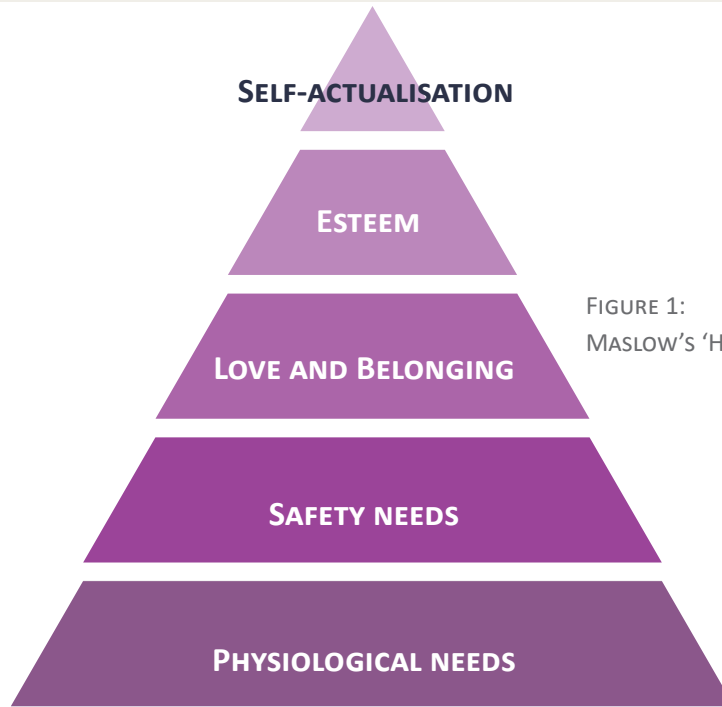 Self-actualisation
Esteem
Figure 1:
Maslow's 'H
Love and Belonging
Safety needs
Physiological needs